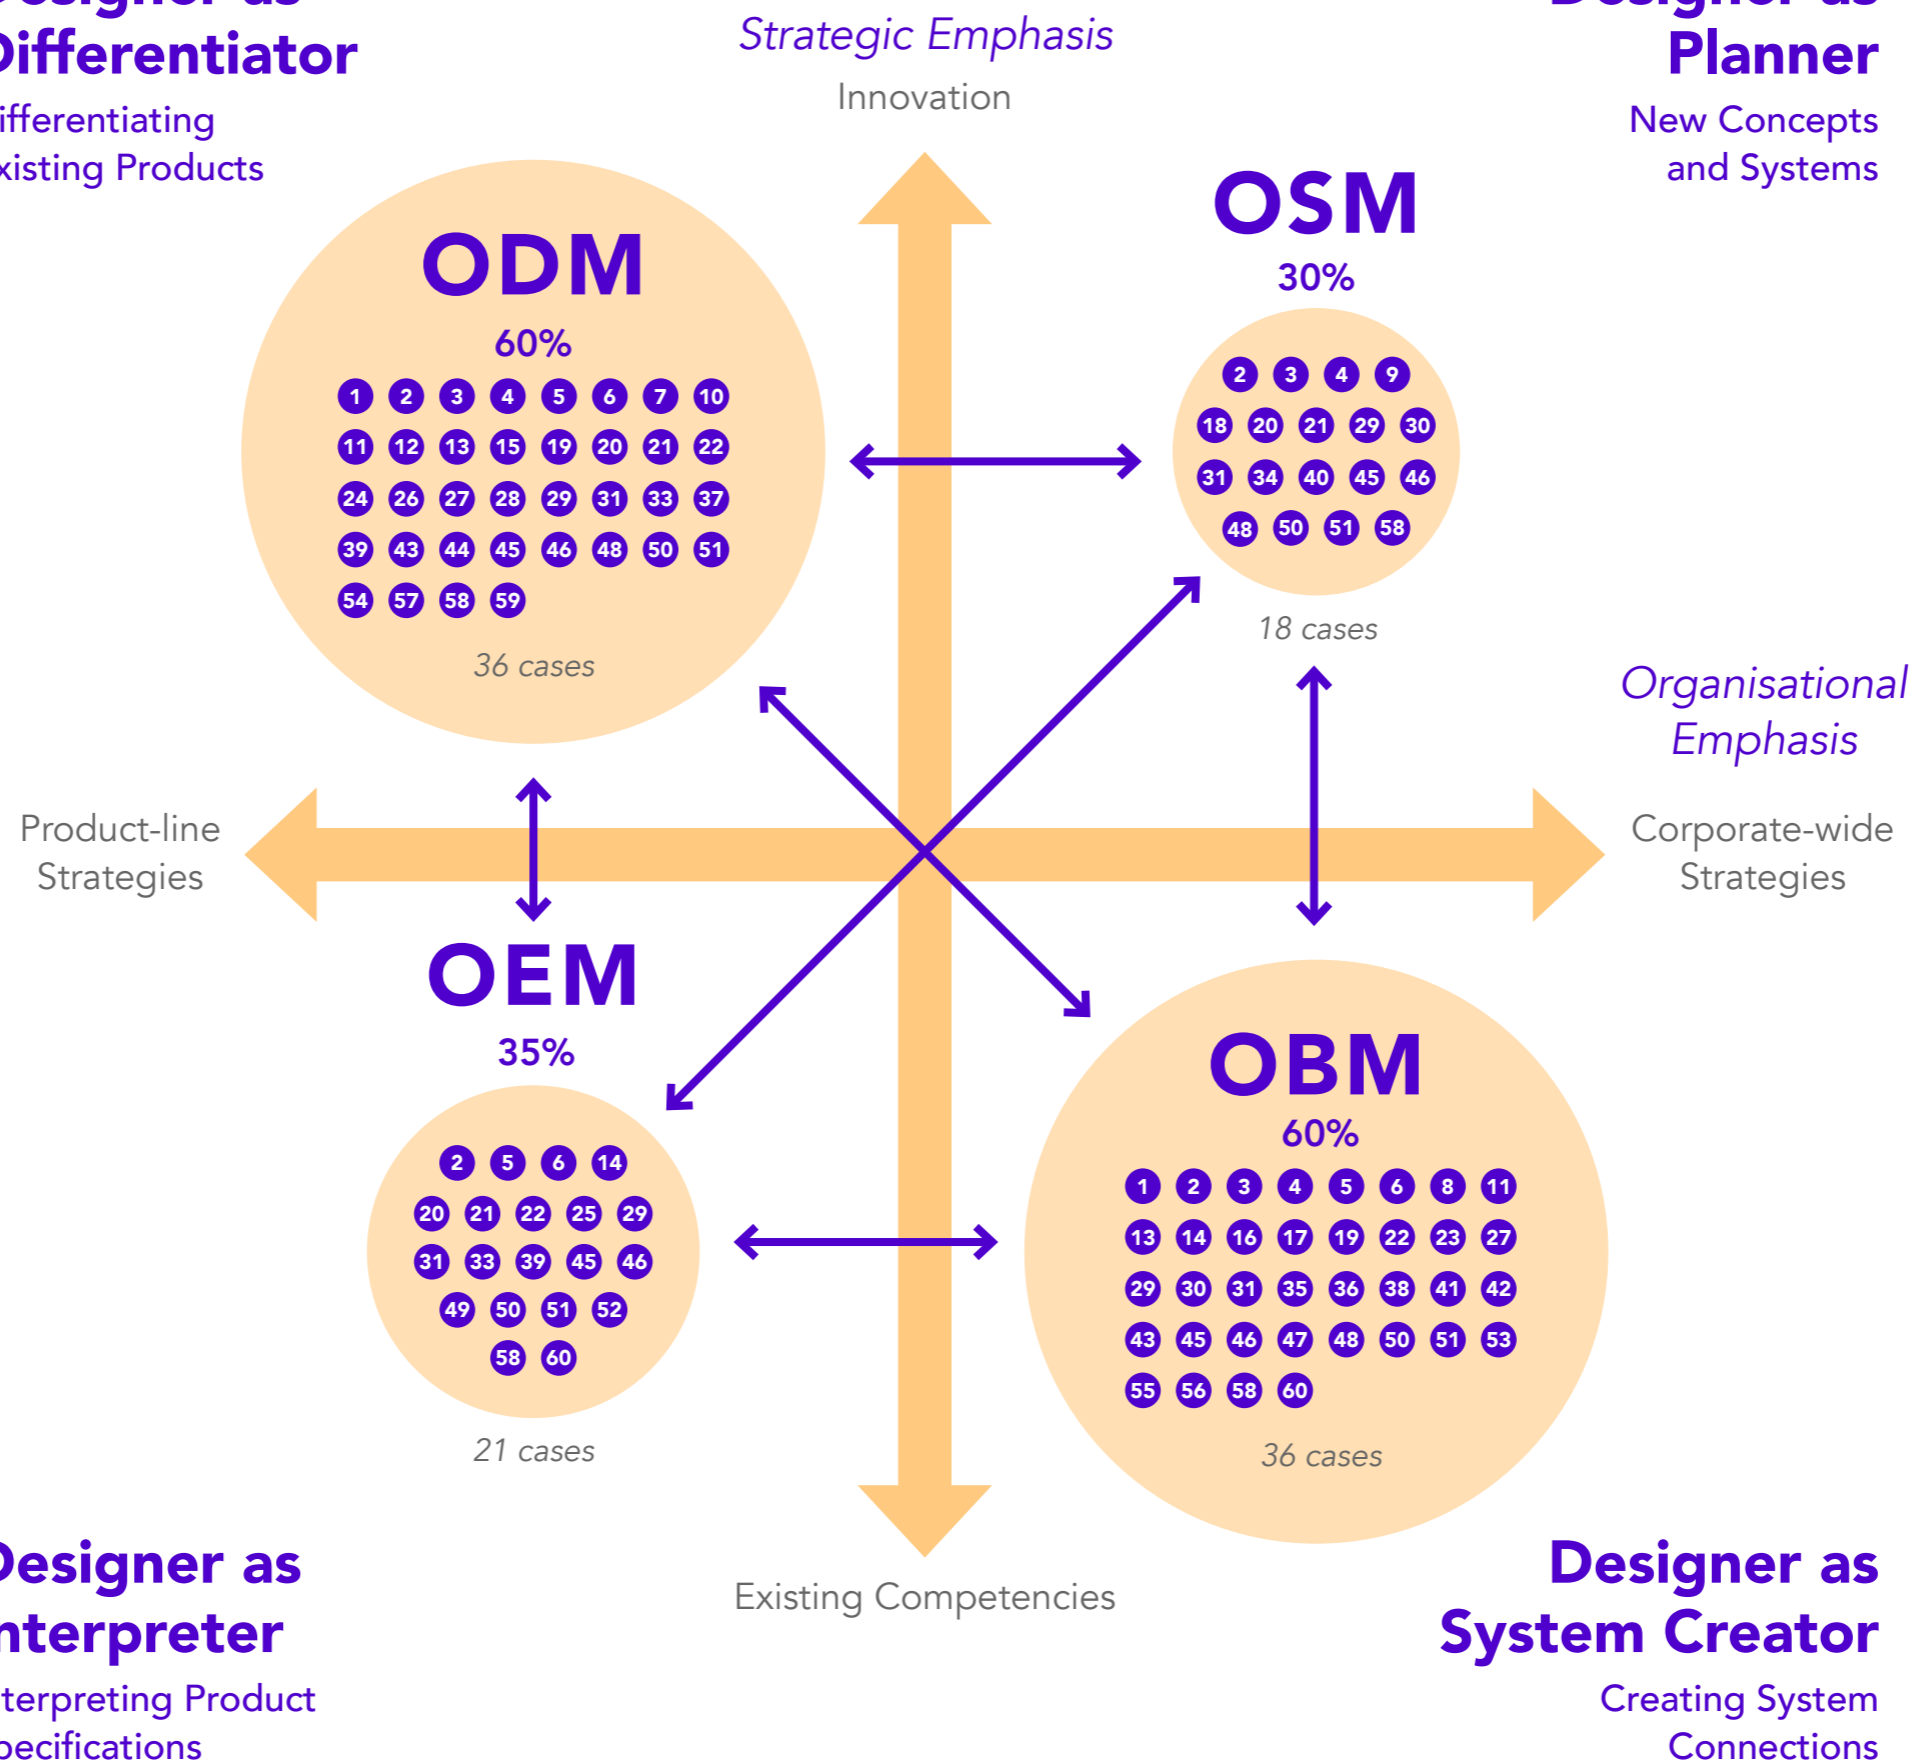 Designer as
Differentiator
ifferentiating
xisting Products
Strategic Emphasis
Innovation
Designer as
Planner
New Concepts
and Systems
ODM
60%
1 2 3 4 5 6 7 10
11 12 13 15 19 20 21 22
24 26 27 28 29 31 33 37
39 43 44 45 46 48 50 51
54 57 58 59
36 cases
OSM
30%
2 3 4 9
18 20 21 29 30
31 34 40 45 46
48 50 51 58
18 cases
Organisational
Emphasis
Product-line
Strategies
Corporate-wide
Strategies
OEM
35%
2 5 6 14
20 21 22 25 29
31 33 39 45 46
49 50 51 52
58 60
21 cases
OBM
60%
1 2 3 4 5 6 8 11
13 14 16 17 19 22 23 27
29 30 31 35 36 38 41 42
43 45 46 47 48 50 51 53
55 56 58 60
36 cases
Existing Competencies
Designer as
nterpreter
terpreting Product
pecifications
Designer as
System Creator
Creating System
Connections